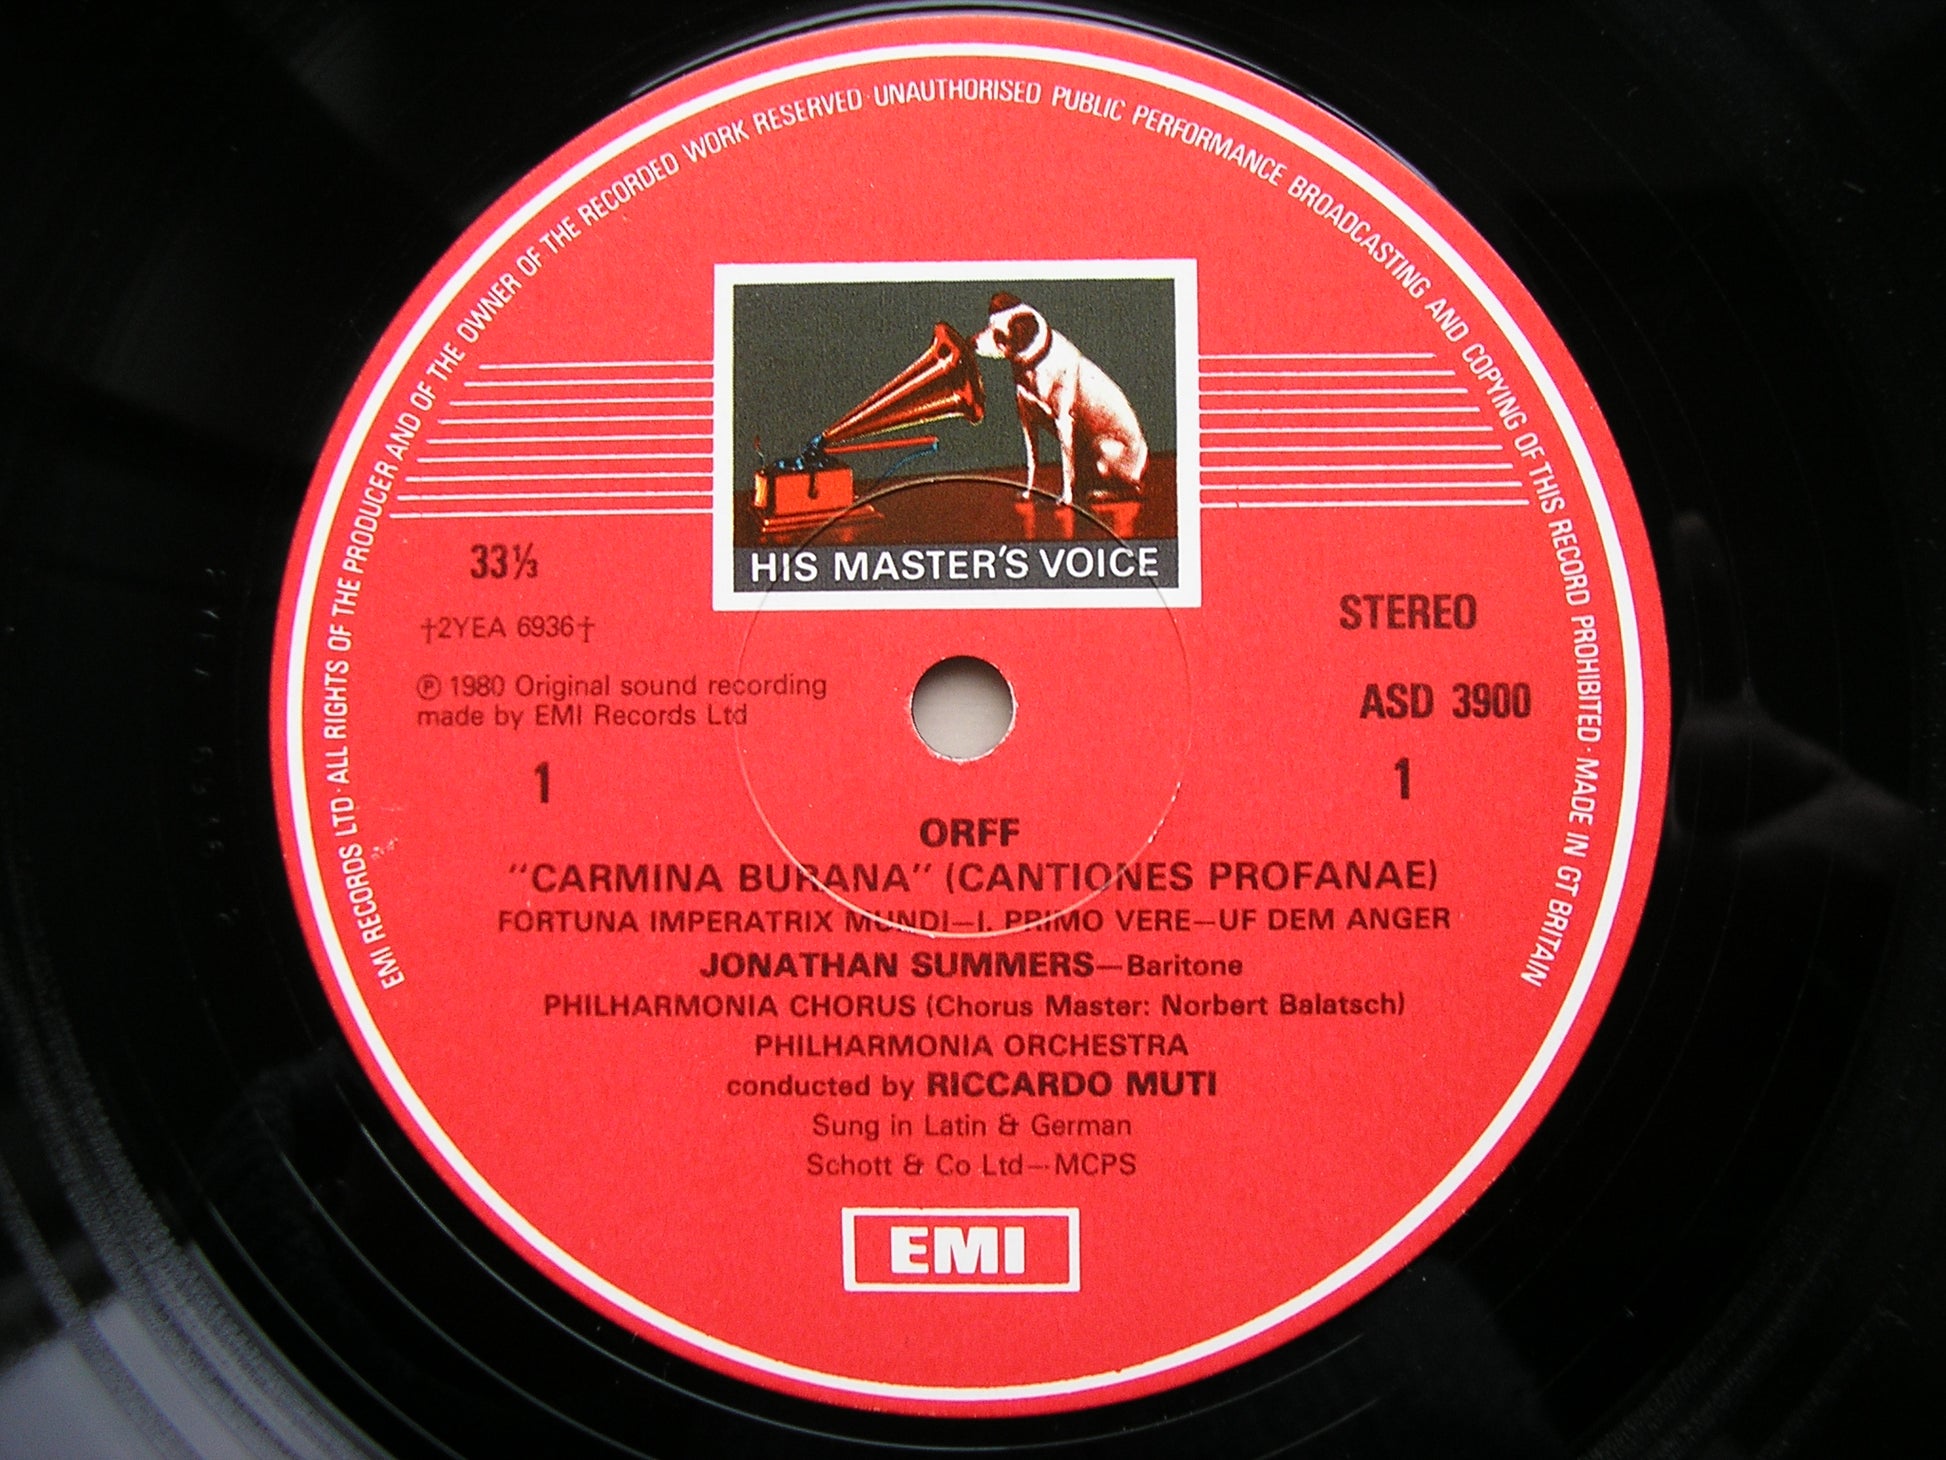 EMI RECORDS LTD · ALL RIGHTS OF THE PRODUCER AND OF THE OWNER OF THE RECORDED WORK RESERVED · UNAUTHORISED PUBLIC PERFORMANCE BROADCASTING AND COPYING OF THIS RECORD PROHIBITED · MADE IN GT BRITAIN
HIS MASTER'S VOICE
33⅓
STEREO
†2YEA 6936†
℗ 1980 Original sound recording
made by EMI Records Ltd
ASD 3900
1
1
ORFF
"CARMINA BURANA" (CANTIONES PROFANAE)
FORTUNA IMPERATRIX MUNDI—I. PRIMO VERE—UF DEM ANGER
JONATHAN SUMMERS—Baritone
PHILHARMONIA CHORUS (Chorus Master: Norbert Balatsch)
PHILHARMONIA ORCHESTRA
conducted by RICCARDO MUTI
Sung in Latin & German
Schott & Co Ltd—MCPS
EMI